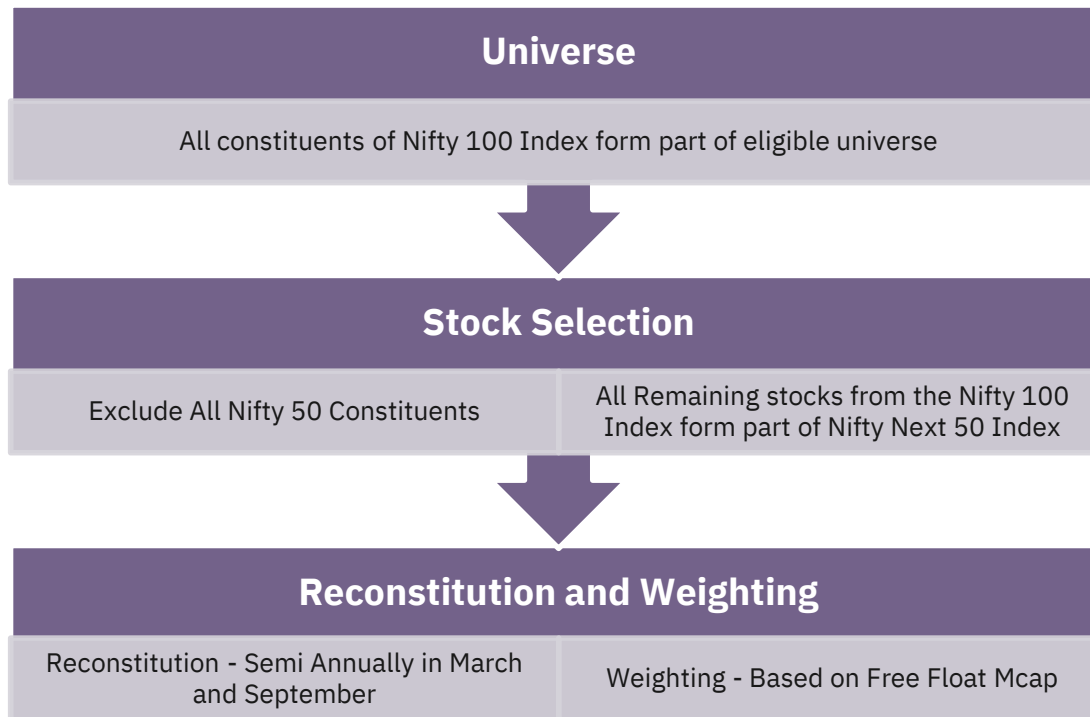 Universe
All constituents of Nifty 100 Index form part of eligible universe
Stock Selection
Exclude All Nifty 50 Constituents
All Remaining stocks from the Nifty 100
Index form part of Nifty Next 50 Index
Reconstitution and Weighting
Reconstitution - Semi Annually in March
and September
Weighting - Based on Free Float Mcap